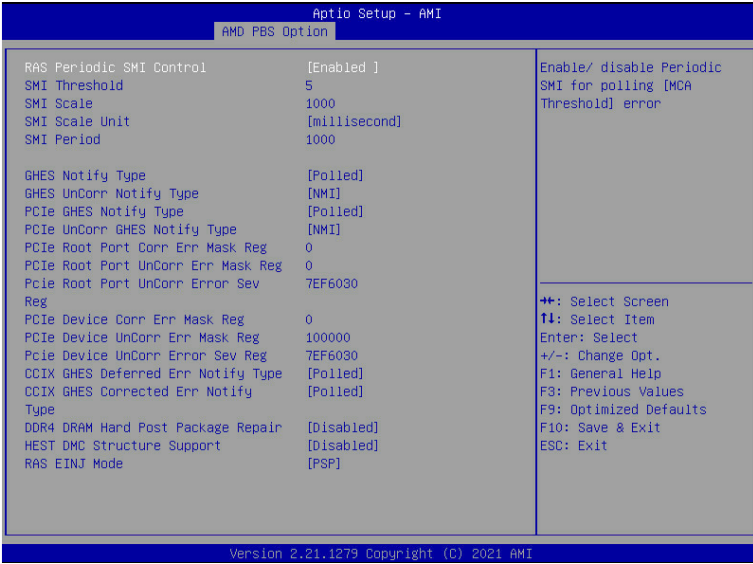 Aptio Setup – AMI
AMD PBS Option
RAS Periodic SMI Control [Enabled ]
SMI Threshold 5
SMI Scale 1000
SMI Scale Unit [millisecond]
SMI Period 1000
GHES Notify Type [Polled]
GHES UnCorr Notify Type [NMI]
PCIe GHES Notify Type [Polled]
PCIe UnCorr GHES Notify Type [NMI]
PCIe Root Port Corr Err Mask Reg 0
PCIe Root Port UnCorr Err Mask Reg 0
Pcie Root Port UnCorr Error Sev 7EF6030
Reg
PCIe Device Corr Err Mask Reg 0
PCIe Device UnCorr Err Mask Reg 100000
Pcie Device UnCorr Error Sev Reg 7EF6030
CCIX GHES Deferred Err Notify Type [Polled]
CCIX GHES Corrected Err Notify [Polled]
Type
DDR4 DRAM Hard Post Package Repair [Disabled]
HEST DMC Structure Support [Disabled]
RAS EINJ Mode [PSP]
Enable/ disable Periodic
SMI for polling [MCA
Threshold] error
→←: Select Screen
↑↓: Select Item
Enter: Select
+/-: Change Opt.
F1: General Help
F3: Previous Values
F9: Optimized Defaults
F10: Save & Exit
ESC: Exit
Version 2.21.1279 Copyright (C) 2021 AMI